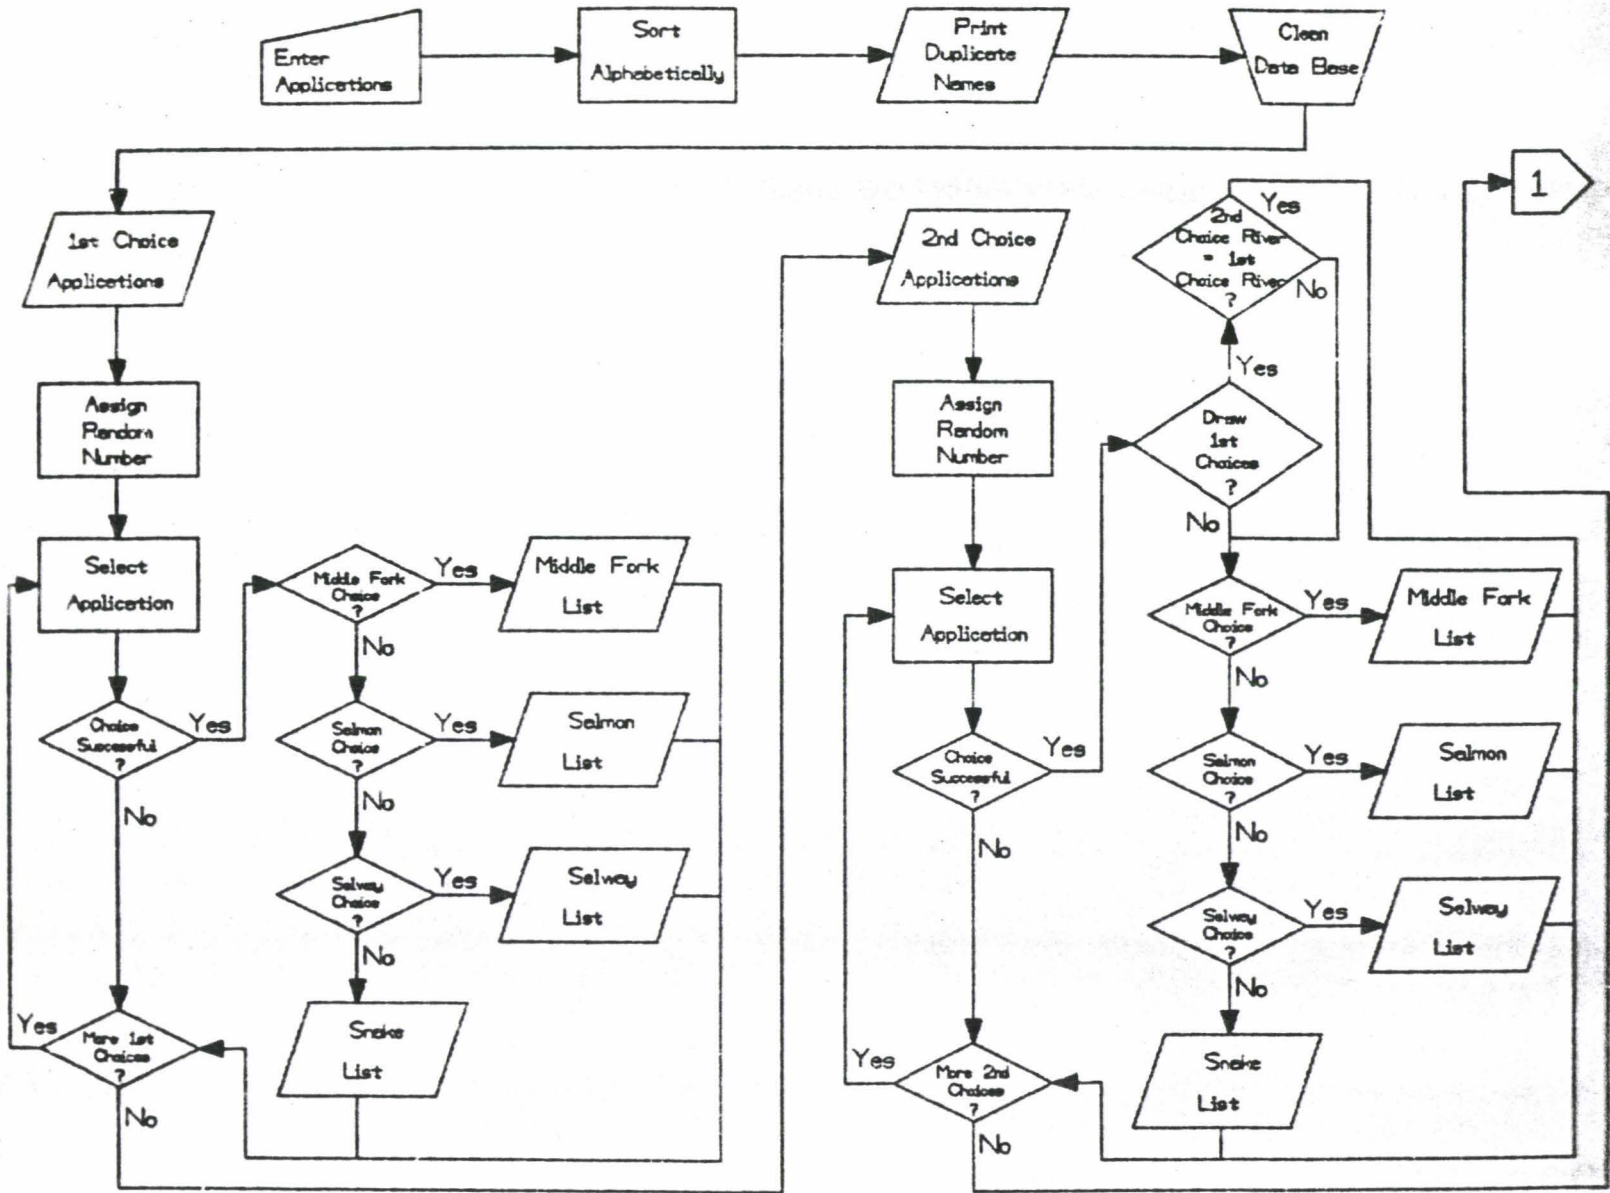 Enter
Applications
Sort
Alphabetically
Print
Duplicate
Names
Clean
Data Base
1st Choice
Applications
Assign
Random
Number
Select
Application
Choice
Successful
?
Yes
No
More 1st
Choices
?
Yes
No
Middle Fork
Choice
?
Yes
No
Middle Fork
List
Salmon
Choice
?
Yes
No
Salmon
List
Selway
Choice
?
Yes
No
Selway
List
Snake
List
2nd Choice
Applications
Assign
Random
Number
Select
Application
Choice
Successful
?
Yes
No
More 2nd
Choices
?
Yes
No
2nd
Choice River
= 1st
Choice River
?
Yes
No
Draw
1st
Choices
?
Yes
No
Middle Fork
Choice
?
Yes
No
Middle Fork
List
Salmon
Choice
?
Yes
No
Salmon
List
Selway
Choice
?
Yes
No
Selway
List
Snake
List
1